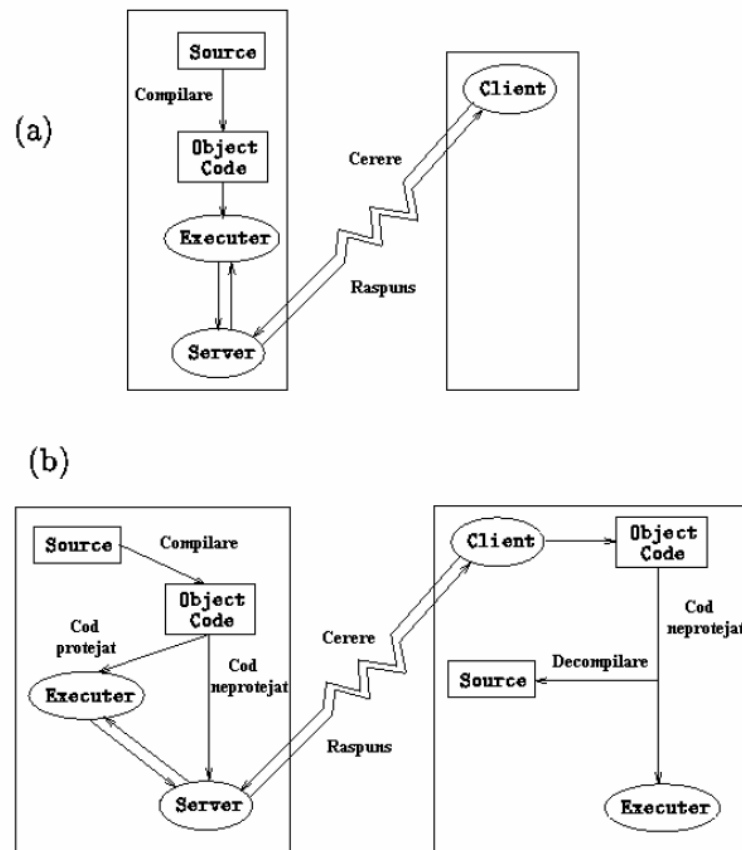 (a)
Source
Compilare
Object
Code
Executer
Server
Client
Cerere
Raspuns
(b)
Source
Compilare
Object
Code
Cod
protejat
Cod
neprotejat
Executer
Server
Cerere
Raspuns
Client
Object
Code
Cod
neprotejat
Decompilare
Source
Executer